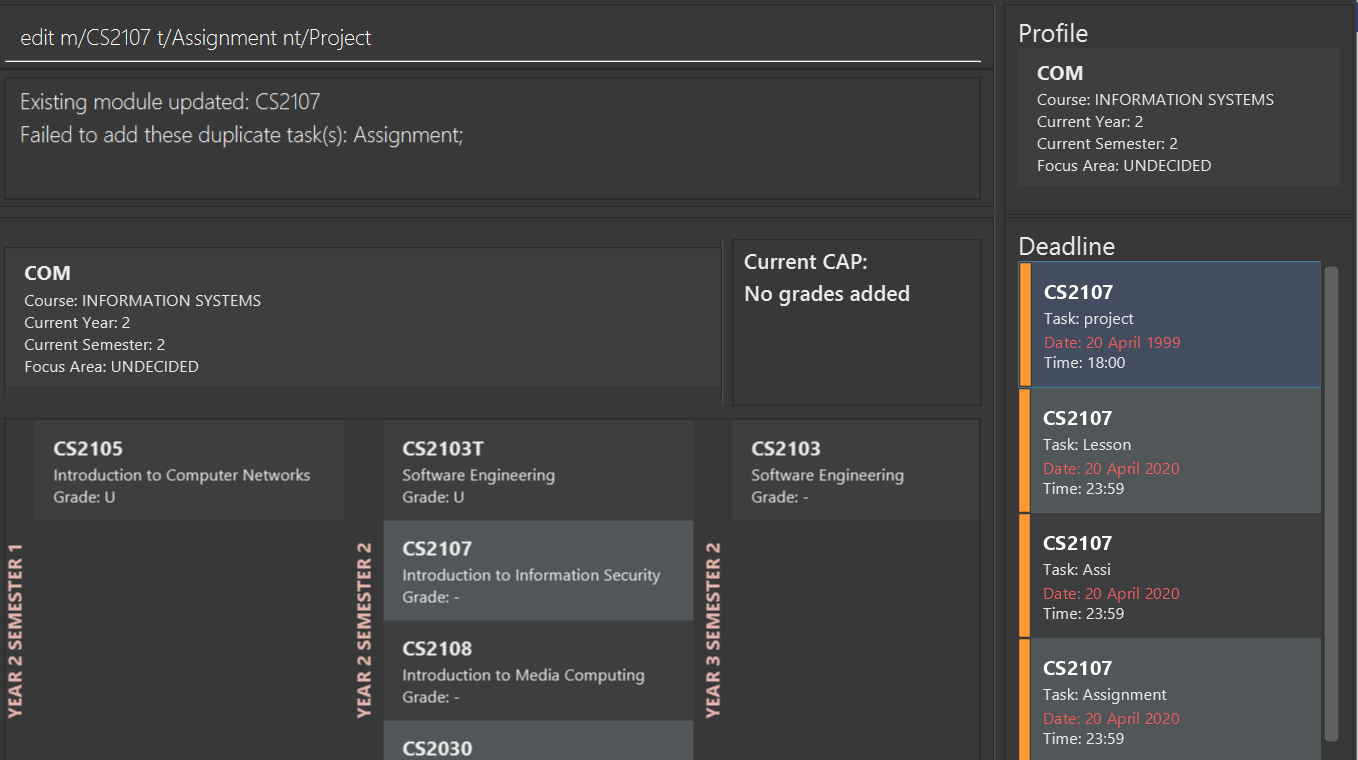 edit m/CS2107 t/Assignment nt/Project
Existing module updated: CS2107
Failed to add these duplicate task(s): Assignment;
COM
Course: INFORMATION SYSTEMS
Current Year: 2
Current Semester: 2
Focus Area: UNDECIDED
Current CAP:
No grades added
YEAR 2 SEMESTER 1
CS2105
Introduction to Computer Networks
Grade: U
YEAR 2 SEMESTER 2
CS2103T
Software Engineering
Grade: U
CS2107
Introduction to Information Security
Grade: -
CS2108
Introduction to Media Computing
Grade: -
CS2030
YEAR 3 SEMESTER 2
CS2103
Software Engineering
Grade: -
Profile
COM
Course: INFORMATION SYSTEMS
Current Year: 2
Current Semester: 2
Focus Area: UNDECIDED
Deadline
CS2107
Task: project
Date: 20 April 1999
Time: 18:00
CS2107
Task: Lesson
Date: 20 April 2020
Time: 23:59
CS2107
Task: Assi
Date: 20 April 2020
Time: 23:59
CS2107
Task: Assignment
Date: 20 April 2020
Time: 23:59